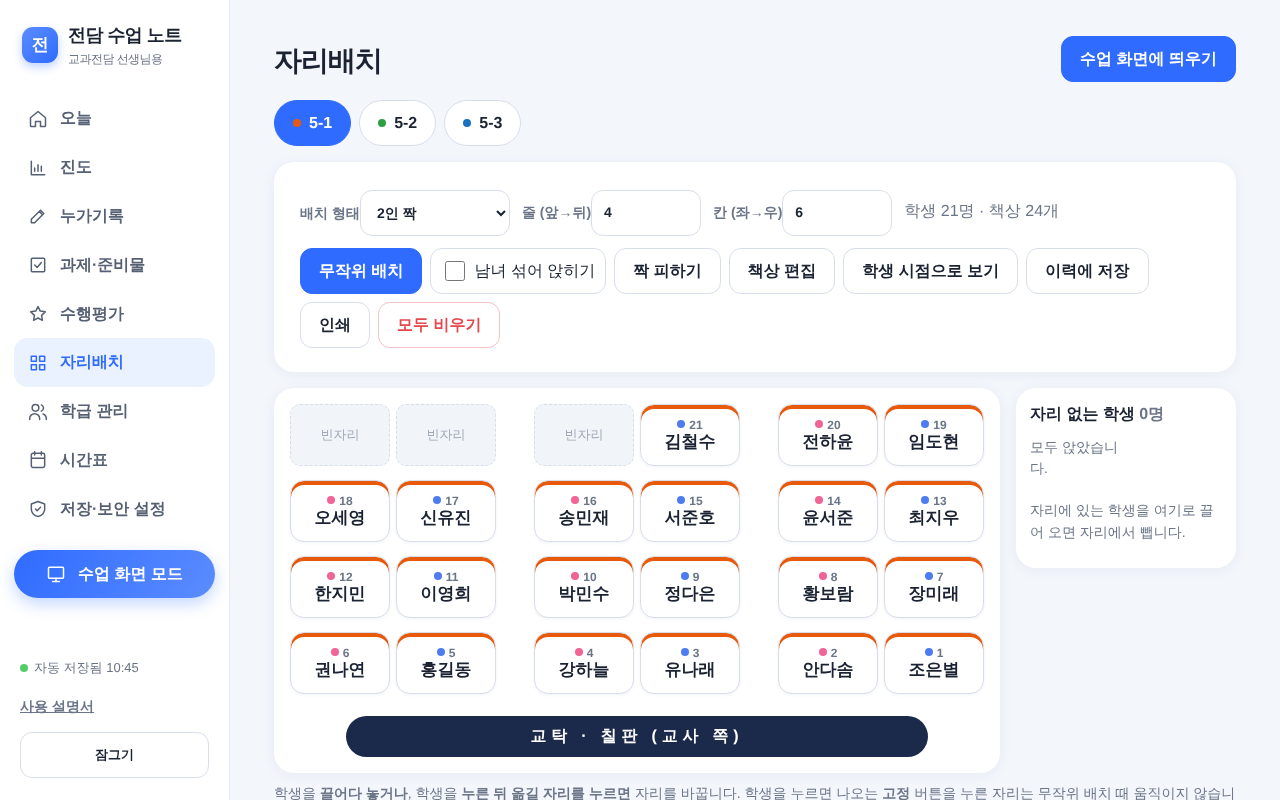 전
전담 수업 노트
교과전담 선생님용
오늘
진도
누가기록
과제·준비물
수행평가
자리배치
학급 관리
시간표
저장·보안 설정
수업 화면 모드
자동 저장됨 10:45
사용 설명서
잠그기
자리배치
수업 화면에 띄우기
5-1 5-2 5-3
배치 형태 2인 짝 줄 (앞→뒤) 4 칸 (좌→우) 6 학생 21명 · 책상 24개
무작위 배치 남녀 섞어 앉히기 짝 피하기 책상 편집 학생 시점으로 보기 이력에 저장
인쇄 모두 비우기
21 20 19
빈자리 빈자리 빈자리 김철수 전하윤 임도현
18 17 16 15 14 13
오세영 신유진 송민재 서준호 윤서준 최지우
12 11 10 9 8 7
한지민 이영희 박민수 정다은 황보람 장미래
6 5 4 3 2 1
권나연 홍길동 강하늘 유나래 안다솜 조은별
교탁 · 칠판 (교사 쪽)
자리 없는 학생 0명
모두 앉았습니
다.
자리에 있는 학생을 여기로 끌
어 오면 자리에서 뺍니다.
학생을 끌어다 놓거나, 학생을 누른 뒤 옮길 자리를 누르면 자리를 바꿉니다. 학생을 누르면 나오는 고정 버튼을 누른 자리는 무작위 배치 때 움직이지 않습니